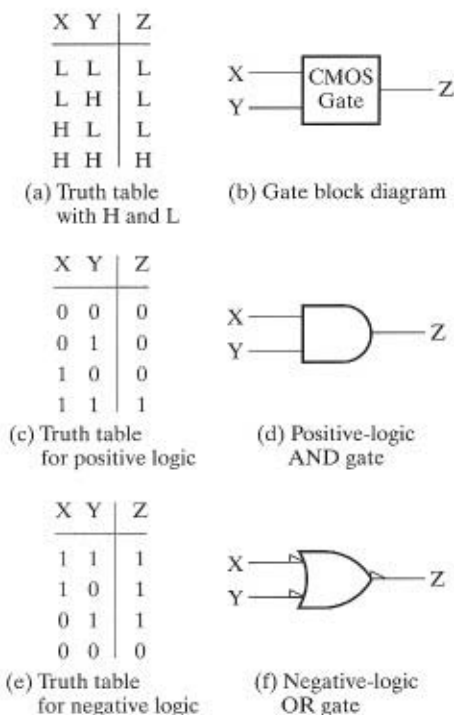 X Y Z
L L L
L H L
H L L
H H H
(a) Truth table
with H and L
X
Y
CMOS
Gate
Z
(b) Gate block diagram
X Y Z
0 0 0
0 1 0
1 0 0
1 1 1
(c) Truth table
for positive logic
X
Y
Z
(d) Positive-logic
AND gate
X Y Z
1 1 1
1 0 1
0 1 1
0 0 0
(e) Truth table
for negative logic
X
Y
Z
(f) Negative-logic
OR gate